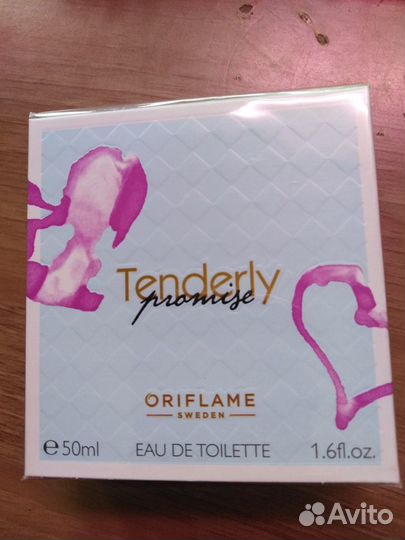 Tenderly
promise
ORIFLAME
SWEDEN
e 50ml EAU DE TOILETTE 1.6fl.oz.
Avito